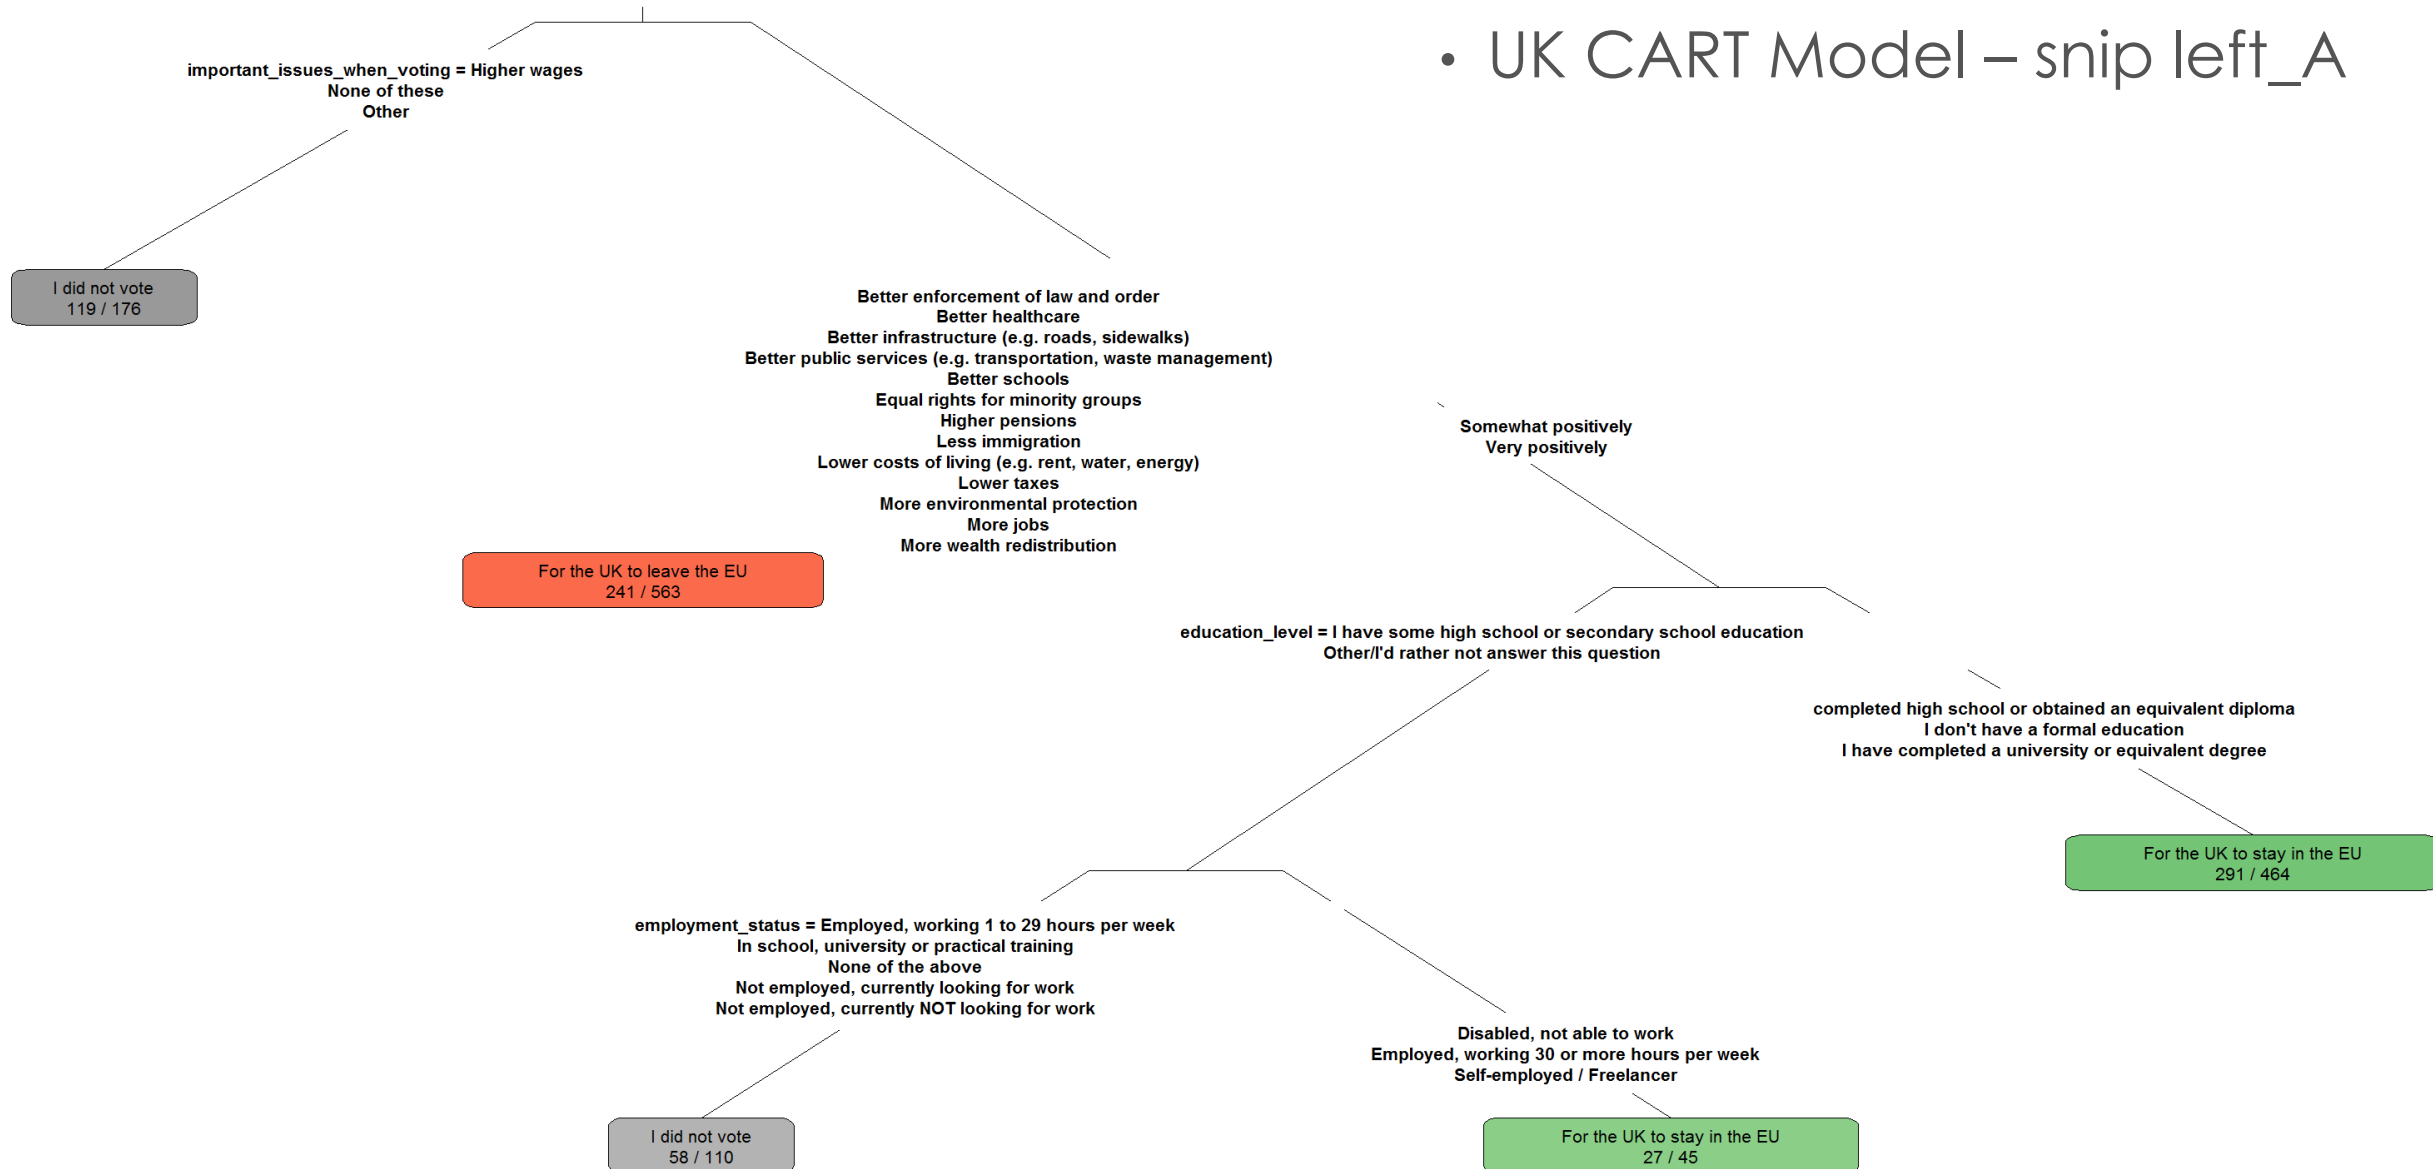 • UK CART Model – snip left_A
important_issues_when_voting = Higher wages
None of these
Other
I did not vote
119 / 176
Better enforcement of law and order
Better healthcare
Better infrastructure (e.g. roads, sidewalks)
Better public services (e.g. transportation, waste management)
Better schools
Equal rights for minority groups
Higher pensions
Less immigration
Lower costs of living (e.g. rent, water, energy)
Lower taxes
More environmental protection
More jobs
More wealth redistribution
Somewhat positively
Very positively
For the UK to leave the EU
241 / 563
education_level = I have some high school or secondary school education
Other/I'd rather not answer this question
completed high school or obtained an equivalent diploma
I don't have a formal education
I have completed a university or equivalent degree
For the UK to stay in the EU
291 / 464
employment_status = Employed, working 1 to 29 hours per week
In school, university or practical training
None of the above
Not employed, currently looking for work
Not employed, currently NOT looking for work
Disabled, not able to work
Employed, working 30 or more hours per week
Self-employed / Freelancer
I did not vote
58 / 110
For the UK to stay in the EU
27 / 45